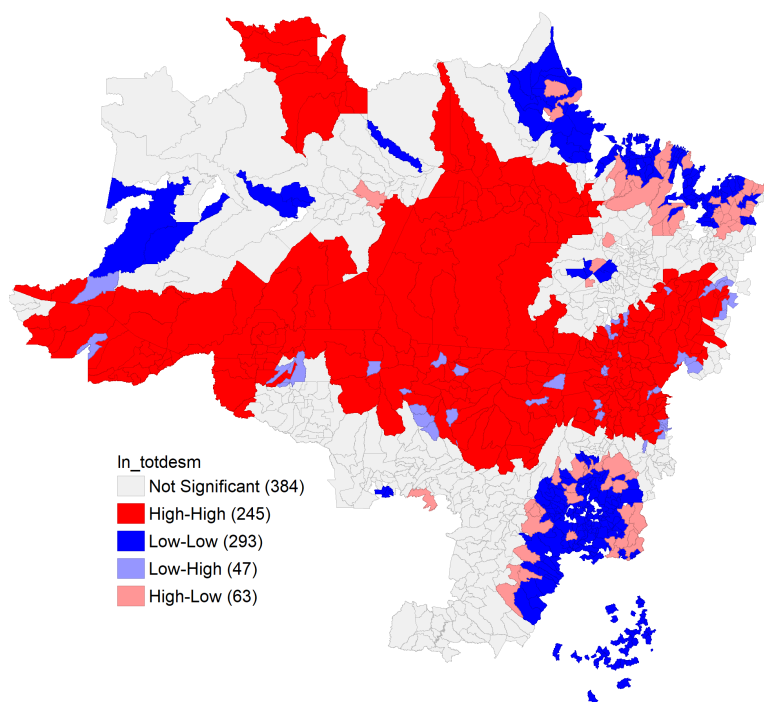 ln_totdesm
Not Significant (384)
High-High (245)
Low-Low (293)
Low-High (47)
High-Low (63)